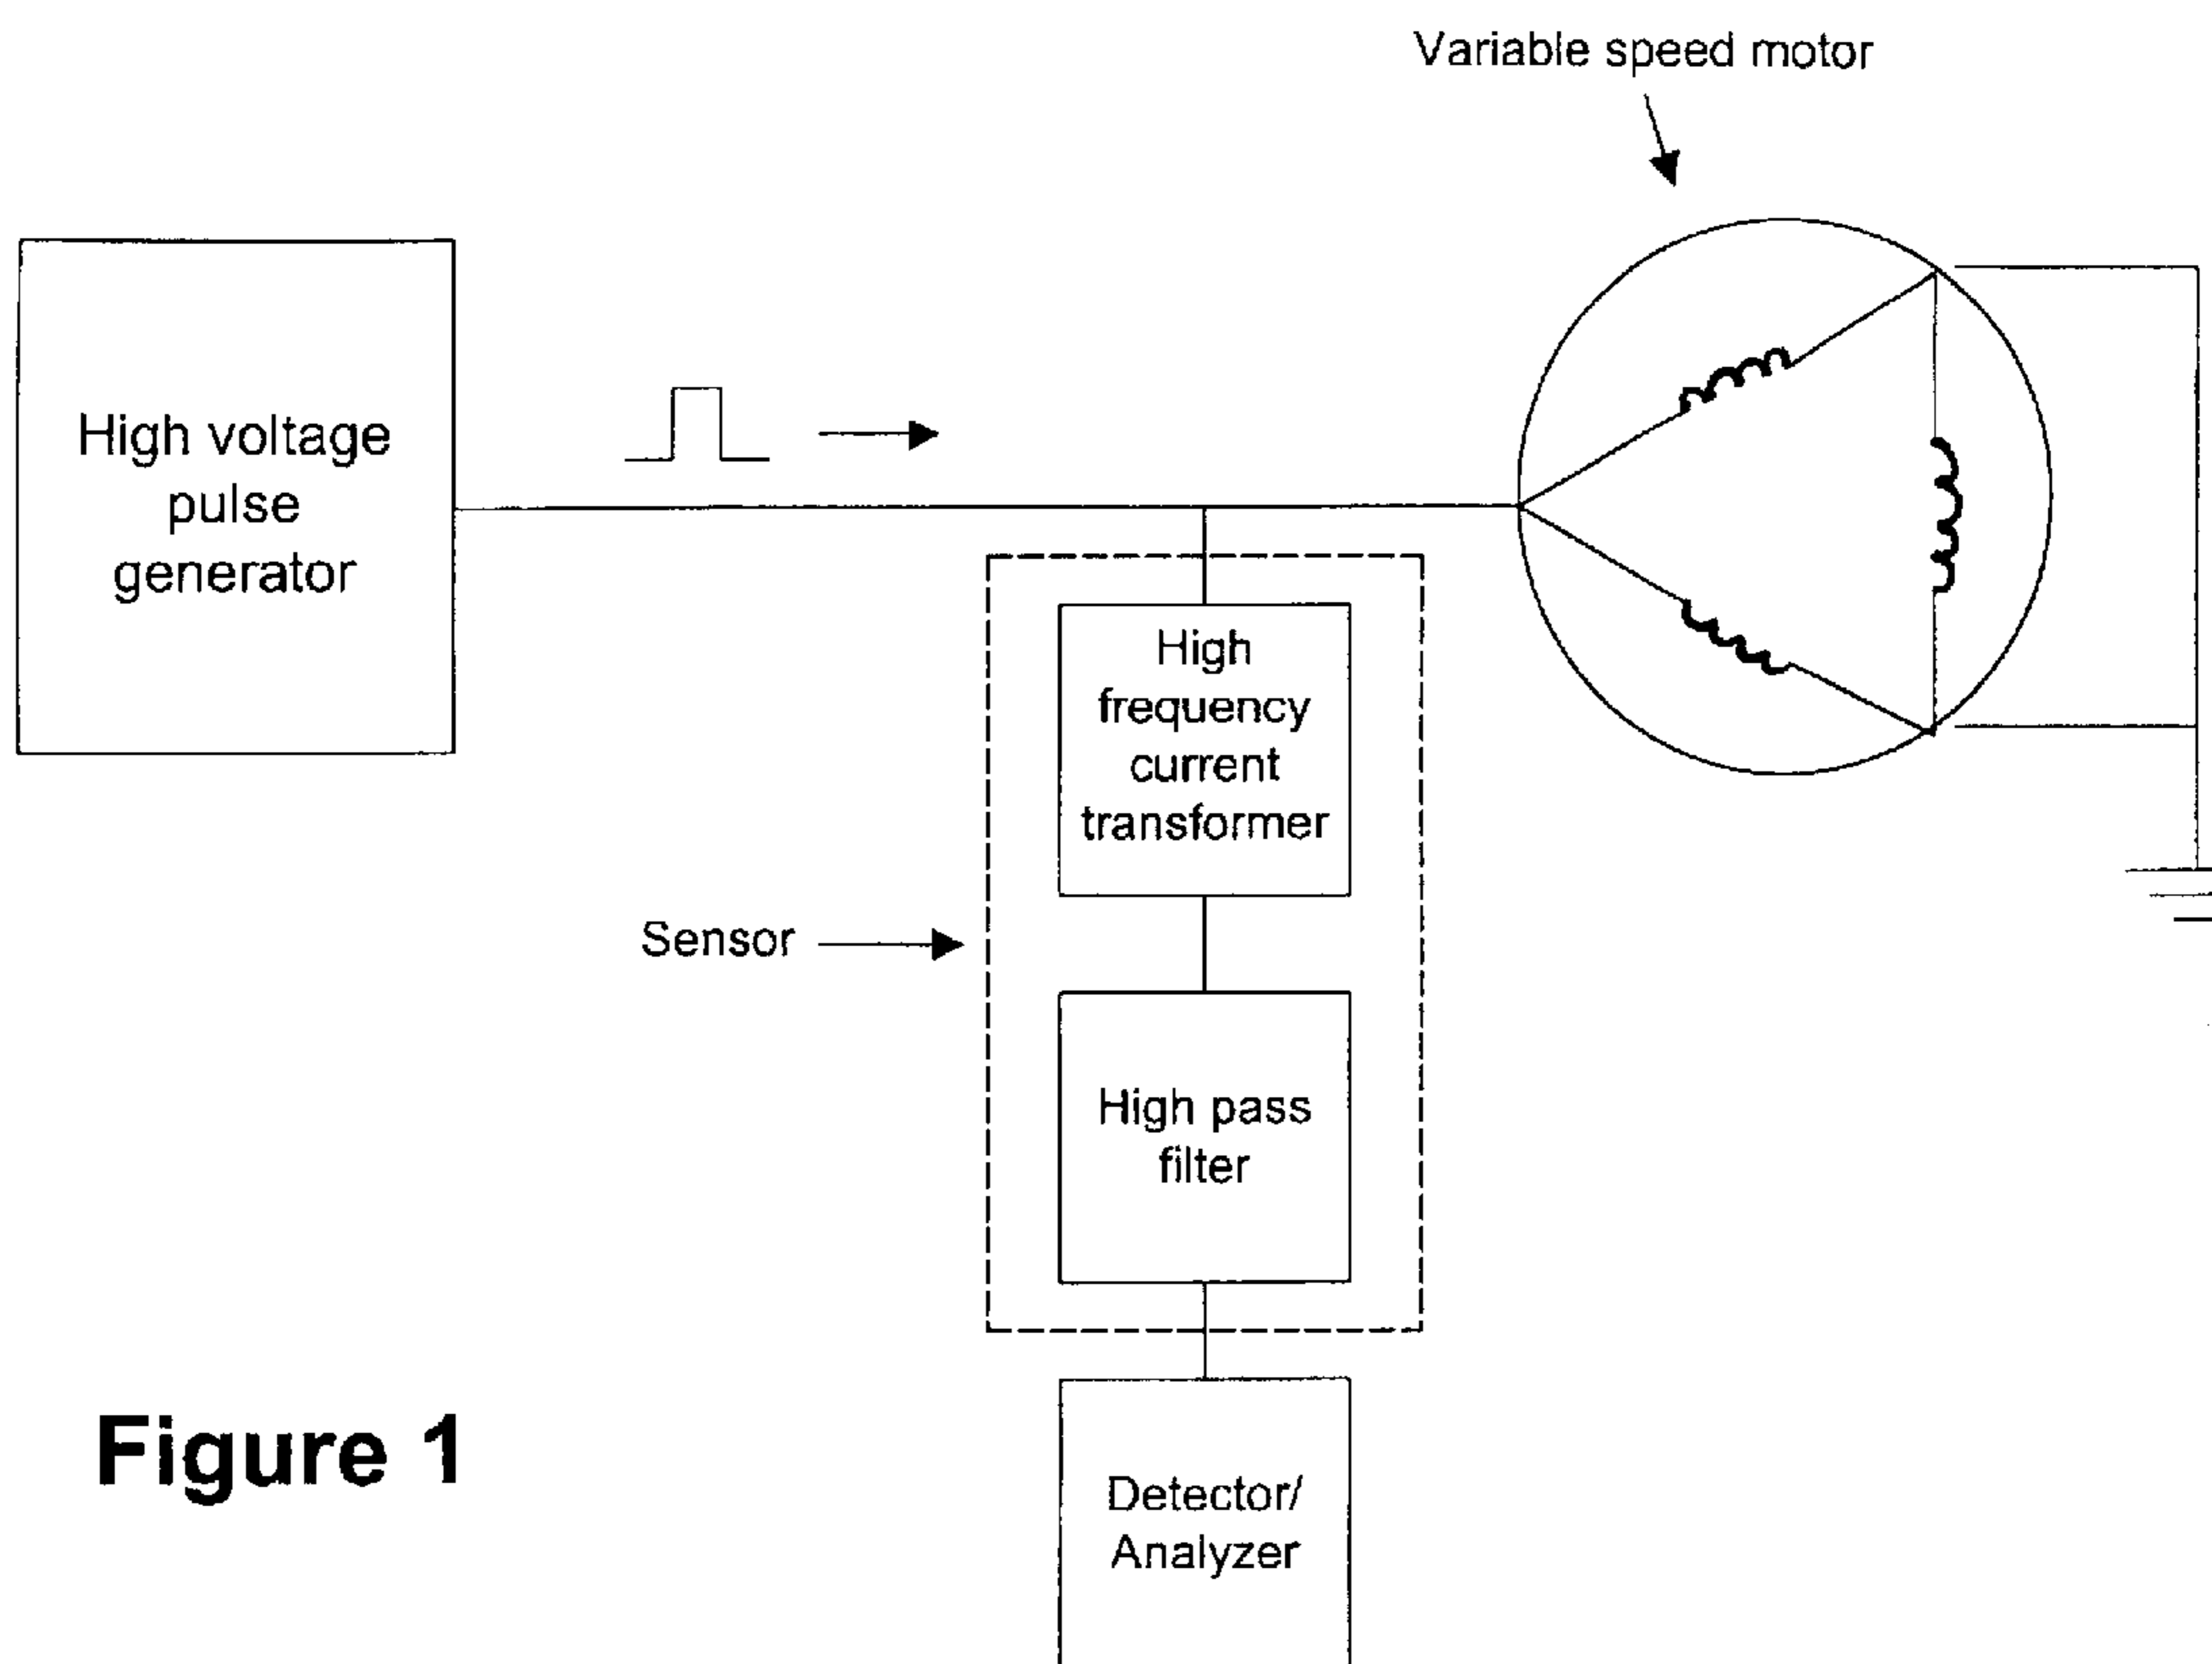 Variable speed motor
High voltage
pulse
generator
High
frequency
current
transformer
Sensor
High pass
filter
Figure 1
Detector/
Analyzer